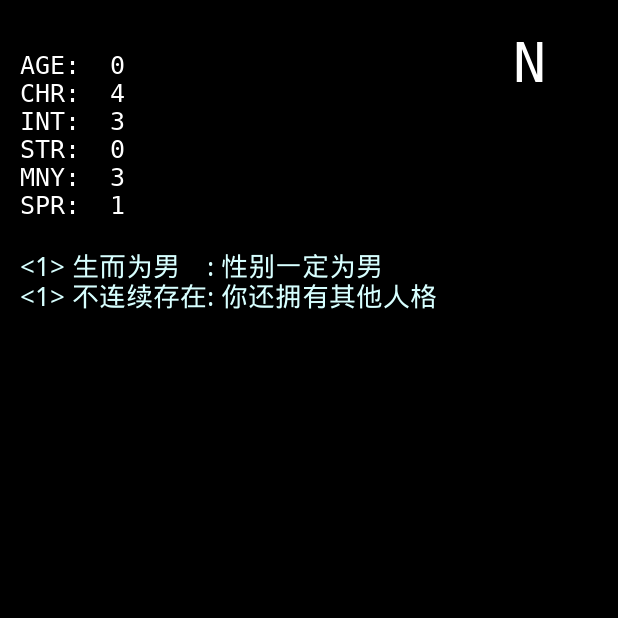 N
AGE: 0
CHR: 4
INT: 3
STR: 0
MNY: 3
SPR: 1
<1> 生而为男 : 性别一定为男
<1> 不连续存在: 你还拥有其他人格